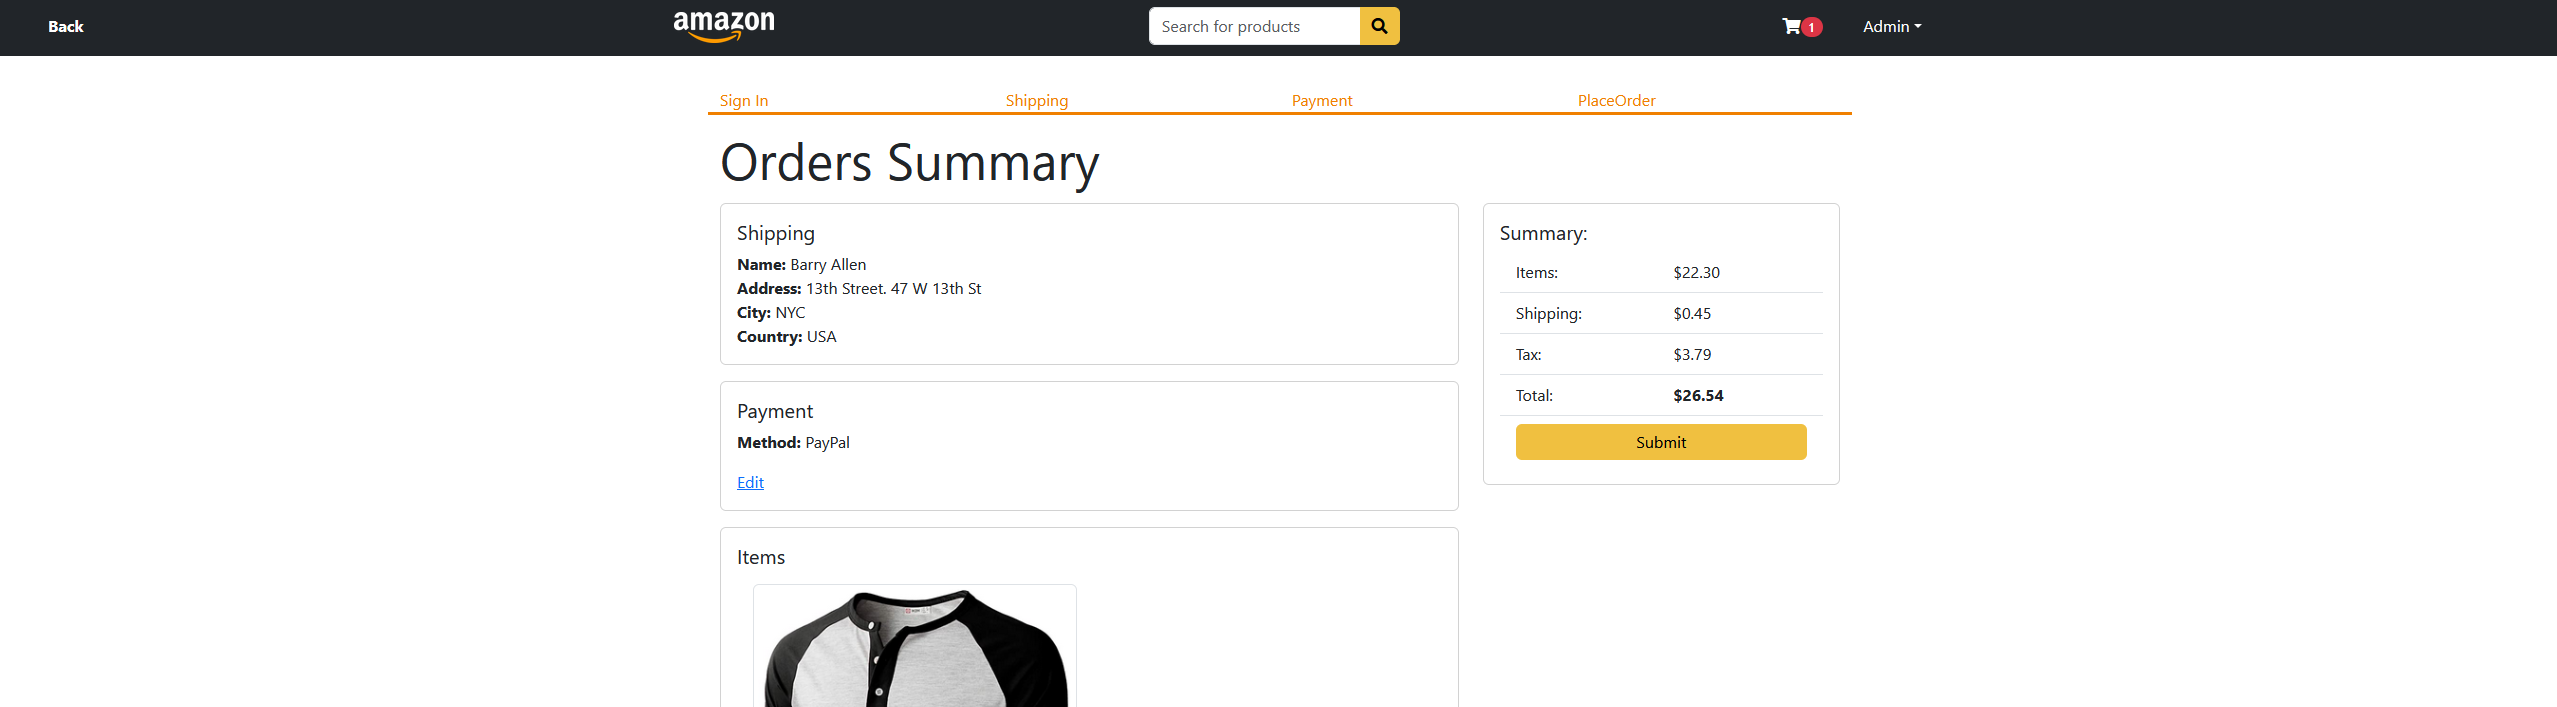 Back
amazon
Search for products
1
Admin
Sign In
Shipping
Payment
PlaceOrder
Orders Summary
Shipping
Name: Barry Allen
Address: 13th Street. 47 W 13th St
City: NYC
Country: USA
Payment
Method: PayPal
Edit
Items
Summary:
Items: $22.30
Shipping: $0.45
Tax: $3.79
Total: $26.54
Submit